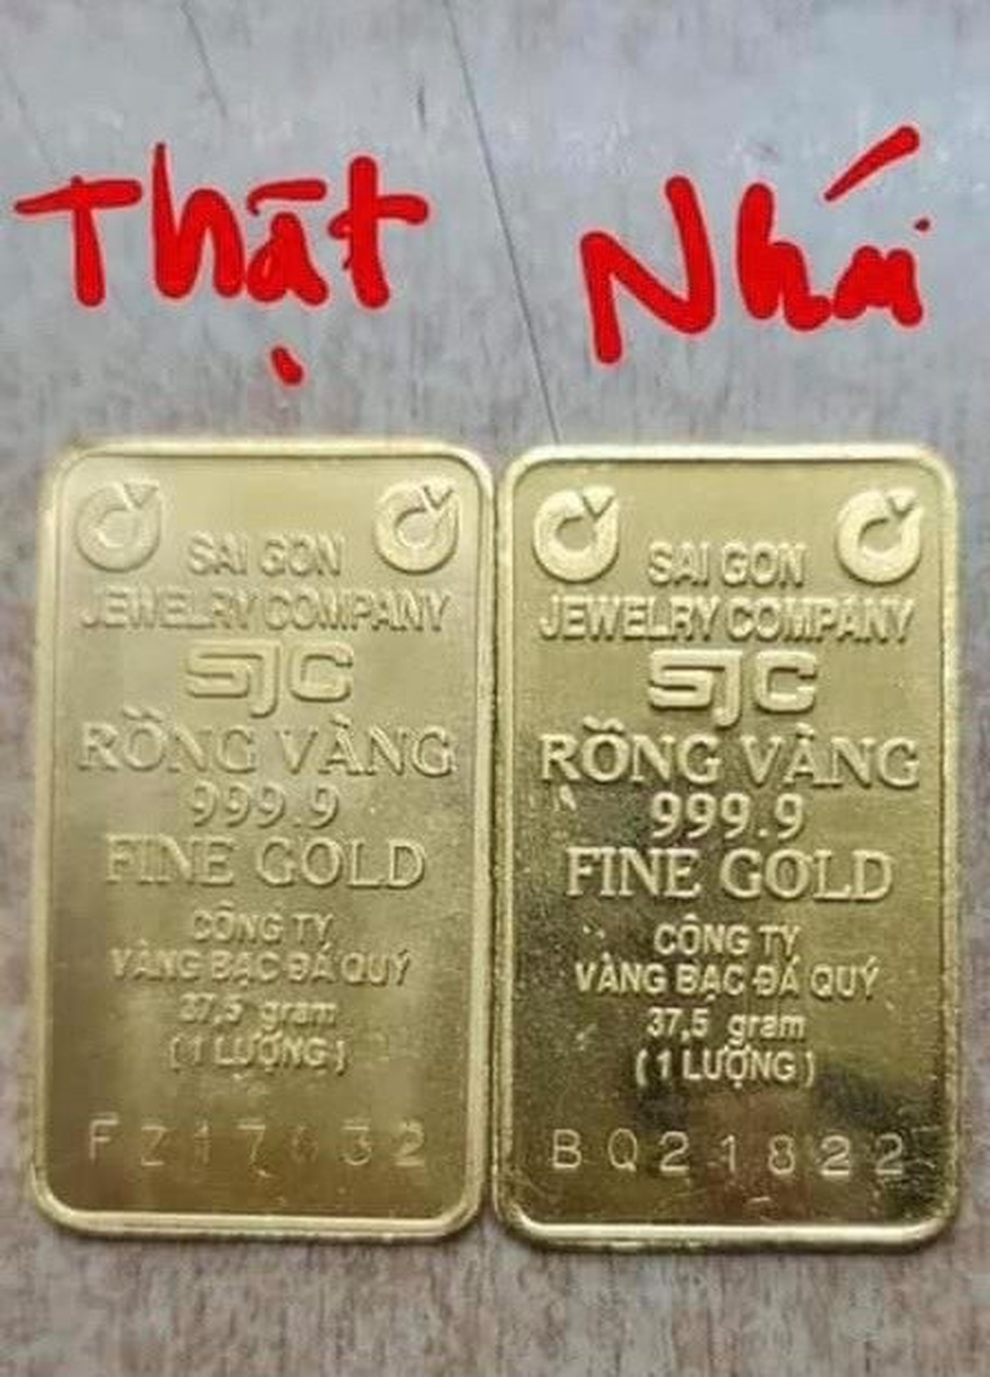 Thật Nhái
SAI GON
JEWELRY COMPANY
SJC
RỒNG VÀNG
999.9
FINE GOLD
CÔNG TY
VÀNG BẠC ĐÁ QUÝ
37,5 gram
(1 LƯỢNG)
SAI GON
JEWELRY COMPANY
SJC
RỒNG VÀNG
999.9
FINE GOLD
CÔNG TY
VÀNG BẠC ĐÁ QUÝ
37,5 gram
(1 LƯỢNG)
BQ21822